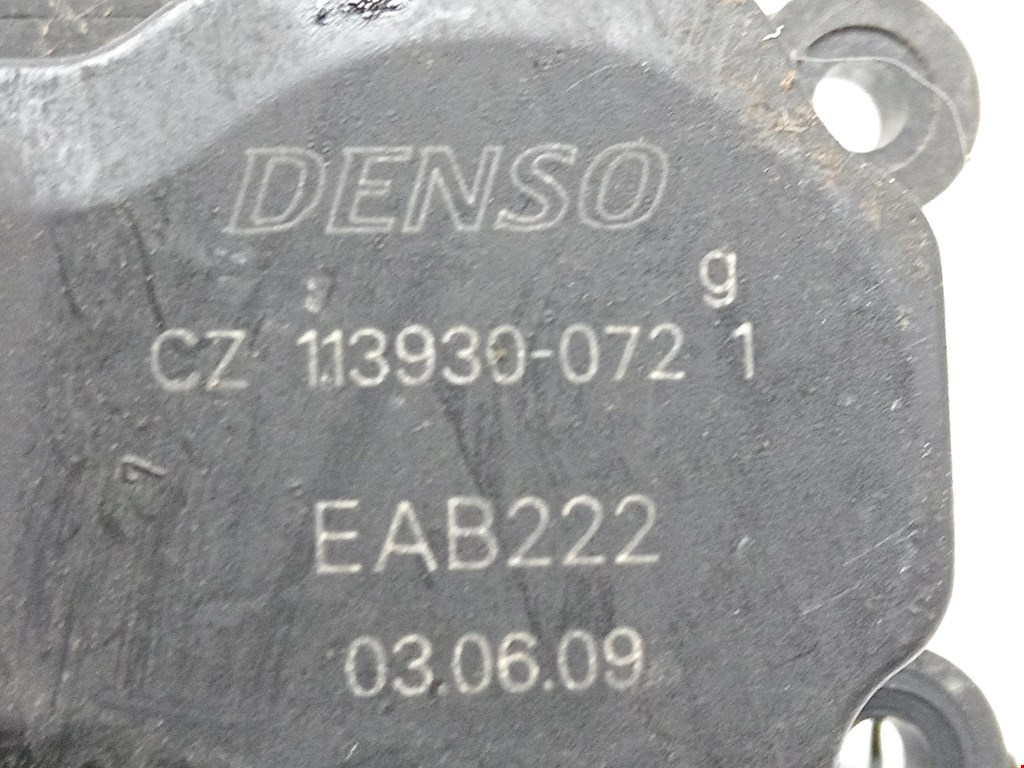 DENSO
g
CZ 113930-072 1
EAB222
03.06.09